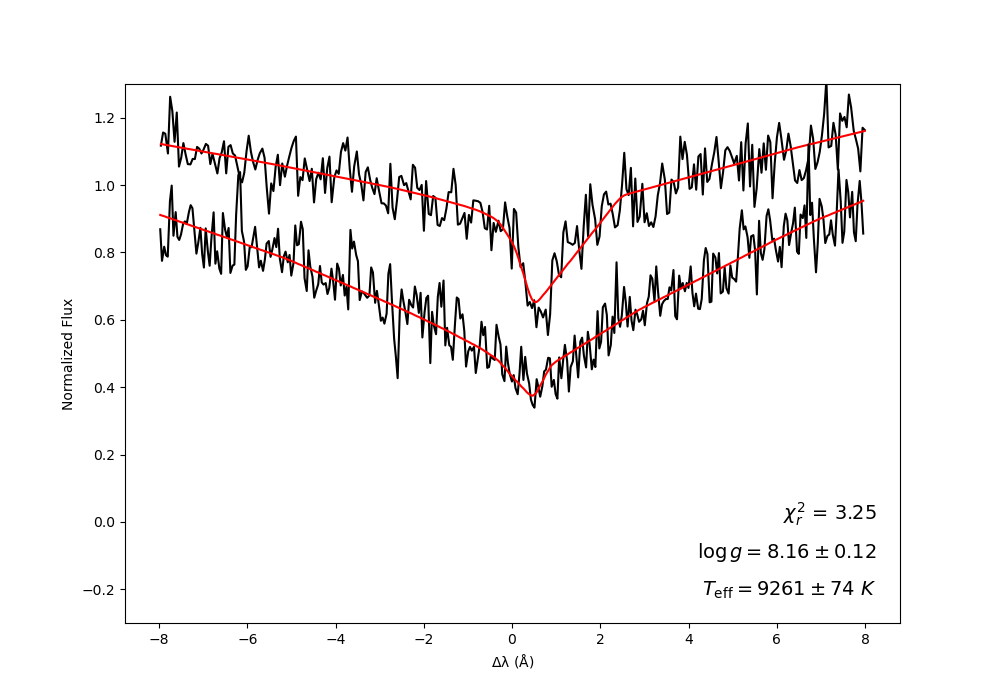 1.2
1.0
0.8
0.6
0.4
0.2
0.0
−0.2
Normalized Flux
χ²ᵣ = 3.25
log g = 8.16 ± 0.12
T_eff = 9261 ± 74 K
−8 −6 −4 −2 0 2 4 6 8
Δλ (Å)